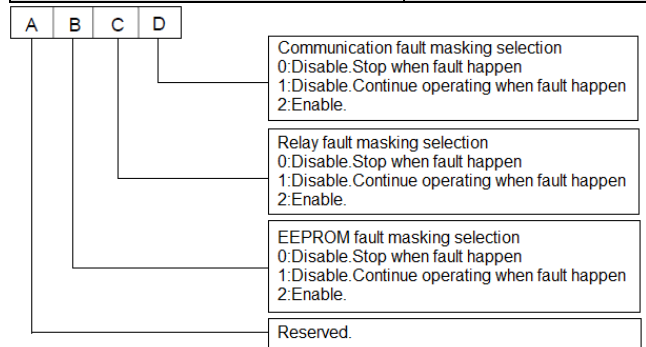 A B C D
Communication fault masking selection
0:Disable.Stop when fault happen
1:Disable.Continue operating when fault happen
2:Enable.
Relay fault masking selection
0:Disable.Stop when fault happen
1:Disable.Continue operating when fault happen
2:Enable.
EEPROM fault masking selection
0:Disable.Stop when fault happen
1:Disable.Continue operating when fault happen
2:Enable.
Reserved.